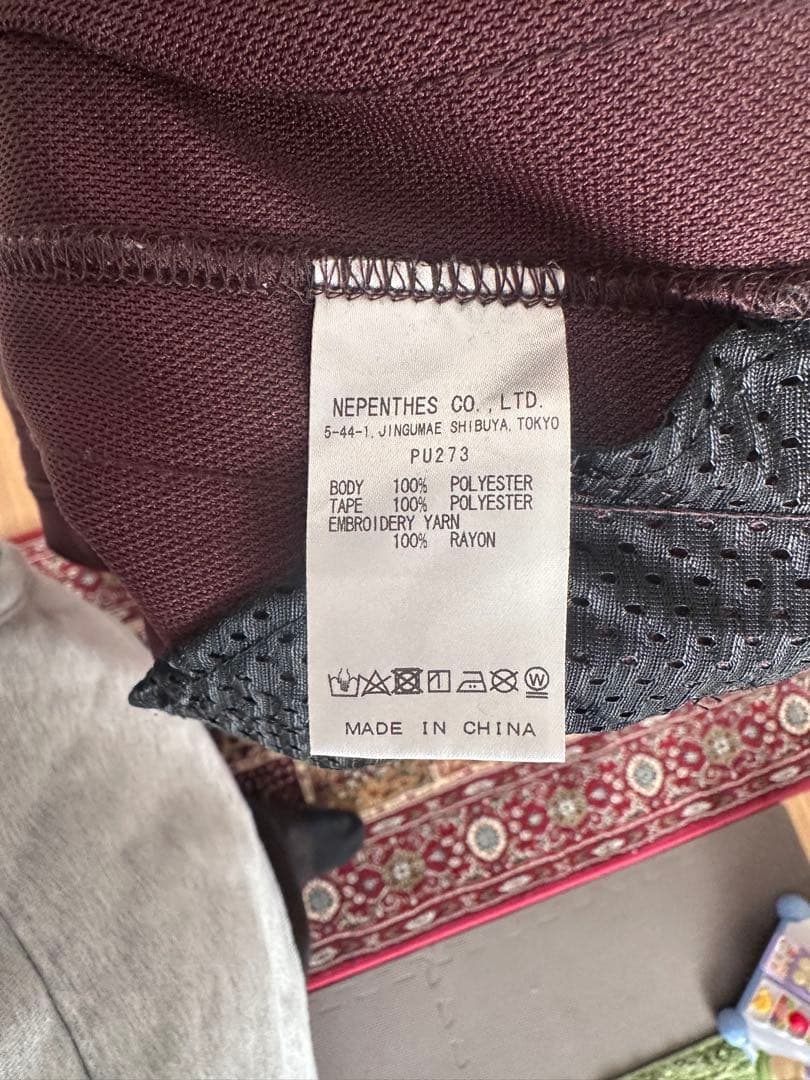 NEPENTHES CO.,LTD.
5-44-1, JINGUMAE SHIBUYA, TOKYO
PU273
BODY 100% POLYESTER
TAPE 100% POLYESTER
EMBROIDERY YARN
100% RAYON
W
MADE IN CHINA